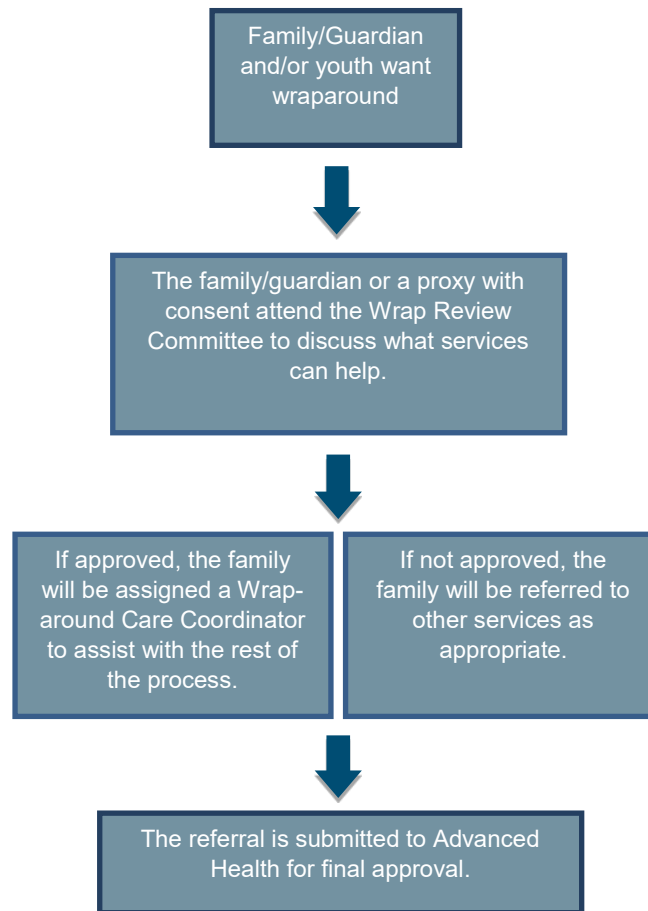 Family/Guardian
and/or youth want
wraparound
The family/guardian or a proxy with
consent attend the Wrap Review
Committee to discuss what services
can help.
If approved, the family
will be assigned a Wrap-
around Care Coordinator
to assist with the rest of
the process.
If not approved, the
family will be referred to
other services as
appropriate.
The referral is submitted to Advanced
Health for final approval.